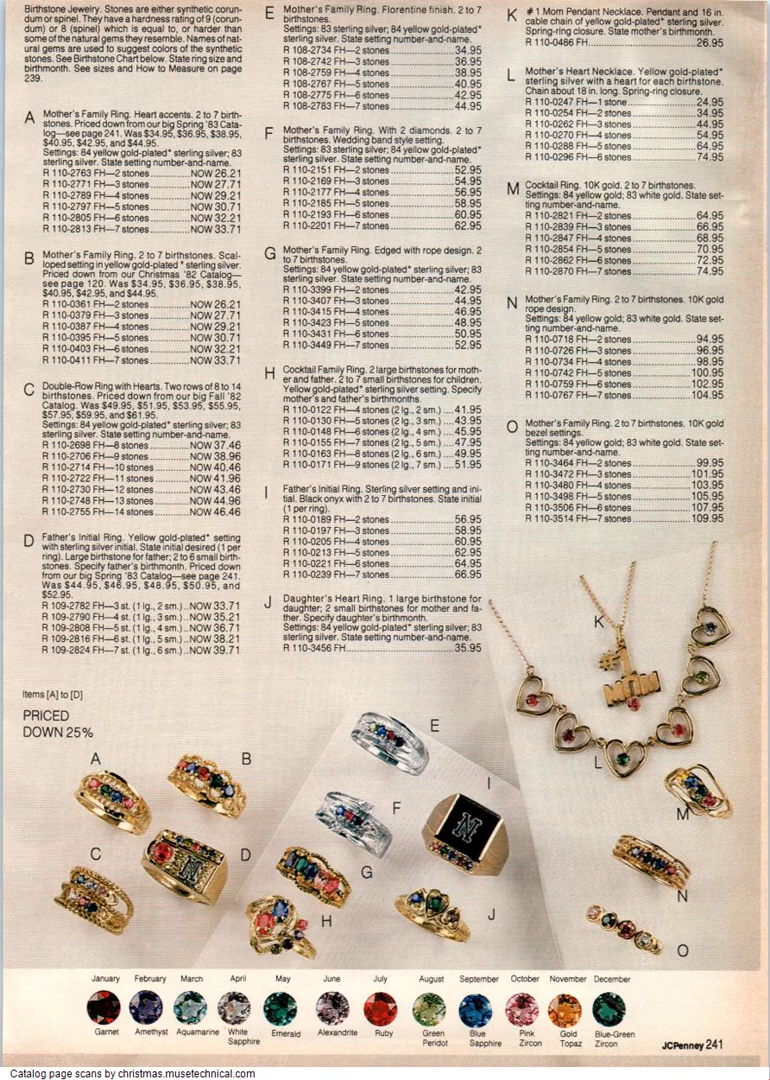 Birthstone Jewelry. Stones are either synthetic corun-
dum or spinel. They have a hardness rating of 9 (corun-
dum) or 8 (spinel) which is equal to, or harder than
some of the natural gems they resemble. Names of nat-
ural gems are used to suggest colors of the synthetic
stones. See Birthstone Chart below. State ring size and
birthmonth. See sizes and How to Measure on page
239.
A Mother's Family Ring. Heart accents. 2 to 7 birth-
stones. Priced down from our big Spring '83 Cata-
log—see page 241. Was $34.95, $36.95, $38.95,
$40.95, $42.95, and $44.95.
Settings: 84 yellow gold-plated* sterling silver; 83
sterling silver. State setting number-and-name.
R 110-2763 FH—2 stones............NOW 26.21
R 110-2771 FH—3 stones............NOW 27.71
R 110-2789 FH—4 stones............NOW 29.21
R 110-2797 FH—5 stones............NOW 30.71
R 110-2805 FH—6 stones............NOW 32.21
R 110-2813 FH—7 stones............NOW 33.71
B Mother's Family Ring. 2 to 7 birthstones. Scal-
loped setting in yellow gold-plated* sterling silver.
Priced down from our Christmas '82 Catalog—
see page 120. Was $34.95, $36.95, $38.95,
$40.95, $42.95, and $44.95.
R 110-0361 FH—2 stones............NOW 26.21
R 110-0379 FH—3 stones............NOW 27.71
R 110-0387 FH—4 stones............NOW 29.21
R 110-0395 FH—5 stones............NOW 30.71
R 110-0403 FH—6 stones............NOW 32.21
R 110-0411 FH—7 stones............NOW 33.71
C Double-Row Ring with Hearts. Two rows of 8 to 14
birthstones. Priced down from our big Fall '82
Catalog. Was $49.95, $51.95, $53.95, $55.95,
$57.95, $59.95, and $61.95.
Settings: 84 yellow gold-plated* sterling silver; 83
sterling silver. State setting number-and-name.
R 110-2698 FH—8 stones............NOW 37.46
R 110-2706 FH—9 stones............NOW 38.96
R 110-2714 FH—10 stones..........NOW 40.46
R 110-2722 FH—11 stones..........NOW 41.96
R 110-2730 FH—12 stones..........NOW 43.46
R 110-2748 FH—13 stones..........NOW 44.96
R 110-2755 FH—14 stones..........NOW 46.46
D Father's Initial Ring. Yellow gold-plated* setting
with sterling silver initial. State initial desired (1 per
ring). Large birthstone for father; 2 to 6 small birth-
stones. Specify father's birthmonth. Priced down
from our big Spring '83 Catalog—see page 241.
Was $44.95, $46.95, $48.95, $50.95, and
$52.95.
R 109-2782 FH—3 st. (1 lg., 2 sm.)..NOW 33.71
R 109-2790 FH—4 st. (1 lg., 3 sm.)..NOW 35.21
R 109-2808 FH—5 st. (1 lg., 4 sm.)..NOW 36.71
R 109-2816 FH—6 st. (1 lg., 5 sm.)..NOW 38.21
R 109-2824 FH—7 st. (1 lg., 6 sm.)..NOW 39.71
E Mother's Family Ring. Florentine finish. 2 to 7
birthstones.
Settings: 83 sterling silver; 84 yellow gold-plated*
sterling silver. State setting number-and-name.
R 108-2734 FH—2 stones....................34.95
R 108-2742 FH—3 stones....................36.95
R 108-2759 FH—4 stones....................38.95
R 108-2767 FH—5 stones....................40.95
R 108-2775 FH—6 stones....................42.95
R 108-2783 FH—7 stones....................44.95
F Mother's Family Ring. With 2 diamonds. 2 to 7
birthstones. Wedding band style setting.
Settings: 83 sterling silver; 84 yellow gold-plated*
sterling silver. State setting number-and-name.
R 110-2151 FH—2 stones....................52.95
R 110-2169 FH—3 stones....................54.95
R 110-2177 FH—4 stones....................56.95
R 110-2185 FH—5 stones....................58.95
R 110-2193 FH—6 stones....................60.95
R 110-2201 FH—7 stones....................62.95
G Mother's Family Ring. Edged with rope design. 2
to 7 birthstones.
Settings: 84 yellow gold-plated* sterling silver; 83
sterling silver. State setting number-and-name.
R 110-3399 FH—2 stones....................42.95
R 110-3407 FH—3 stones....................44.95
R 110-3415 FH—4 stones....................46.95
R 110-3423 FH—5 stones....................48.95
R 110-3431 FH—6 stones....................50.95
R 110-3449 FH—7 stones....................52.95
H Cocktail Family Ring. 2 large birthstones for moth-
er and father. 2 to 7 small birthstones for children.
Yellow gold-plated* sterling silver setting. Specify
mother's and father's birthmonths.
R 110-0122 FH—4 stones (2 lg., 2 sm.)....41.95
R 110-0130 FH—5 stones (2 lg., 3 sm.)....43.95
R 110-0148 FH—6 stones (2 lg., 4 sm.)....45.95
R 110-0155 FH—7 stones (2 lg., 5 sm.)....47.95
R 110-0163 FH—8 stones (2 lg., 6 sm.)....49.95
R 110-0171 FH—9 stones (2 lg., 7 sm.)....51.95
I Father's Initial Ring. Sterling silver setting and ini-
tial. Black onyx with 2 to 7 birthstones. State initial
(1 per ring).
R 110-0189 FH—2 stones....................56.95
R 110-0197 FH—3 stones....................58.95
R 110-0205 FH—4 stones....................60.95
R 110-0213 FH—5 stones....................62.95
R 110-0221 FH—6 stones....................64.95
R 110-0239 FH—7 stones....................66.95
J Daughter's Heart Ring. 1 large birthstone for
daughter; 2 small birthstones for mother and fa-
ther. Specify daughter's birthmonth.
Settings: 84 yellow gold-plated* sterling silver; 83
sterling silver. State setting number-and-name.
R 110-3456 FH....................35.95
K #1 Mom Pendant Necklace. Pendant and 16 in.
cable chain of yellow gold-plated* sterling silver.
Spring-ring closure. State mother's birthmonth.
R 110-0486 FH....................26.95
L Mother's Heart Necklace. Yellow gold-plated*
sterling silver with a heart for each birthstone.
Chain about 18 in. long. Spring-ring closure.
R 110-0247 FH—1 stone....................24.95
R 110-0254 FH—2 stones....................34.95
R 110-0262 FH—3 stones....................44.95
R 110-0270 FH—4 stones....................54.95
R 110-0288 FH—5 stones....................64.95
R 110-0296 FH—6 stones....................74.95
M Cocktail Ring. 10K gold. 2 to 7 birthstones.
Settings: 84 yellow gold; 83 white gold. State set-
ting number-and-name.
R 110-2821 FH—2 stones....................64.95
R 110-2839 FH—3 stones....................66.95
R 110-2847 FH—4 stones....................68.95
R 110-2854 FH—5 stones....................70.95
R 110-2862 FH—6 stones....................72.95
R 110-2870 FH—7 stones....................74.95
N Mother's Family Ring. 2 to 7 birthstones. 10K gold
rope design.
Settings: 84 yellow gold; 83 white gold. State set-
ting number-and-name.
R 110-0718 FH—2 stones....................94.95
R 110-0726 FH—3 stones....................96.95
R 110-0734 FH—4 stones....................98.95
R 110-0742 FH—5 stones....................100.95
R 110-0759 FH—6 stones....................102.95
R 110-0767 FH—7 stones....................104.95
O Mother's Family Ring. 2 to 7 birthstones. 10K gold
bezel settings.
Settings: 84 yellow gold; 83 white gold. State set-
ting number-and-name.
R 110-3464 FH—2 stones....................99.95
R 110-3472 FH—3 stones....................101.95
R 110-3480 FH—4 stones....................103.95
R 110-3498 FH—5 stones....................105.95
R 110-3506 FH—6 stones....................107.95
R 110-3514 FH—7 stones....................109.95
Items [A] to [D]
PRICED
DOWN 25%
A
B
C
D
N
E
F
G
H
I
N
J
K
#1
MOM
L
M
N
O
January February March April May June July August September October November December
Garnet Amethyst Aquamarine White Sapphire Emerald Alexandrite Ruby Green Peridot Blue Sapphire Pink Zircon Gold Topaz Blue-Green Zircon
JCPenney 241
Catalog page scans by christmas.musetechnical.com